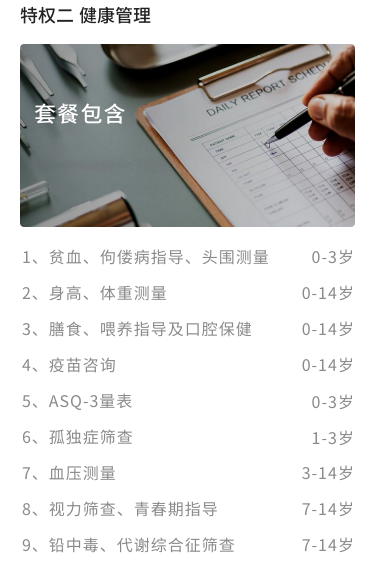 特权二 健康管理
DAILY REPORT SCHEDU
套餐包含
1、贫血、佝偻病指导、头围测量 0-3岁
2、身高、体重测量 0-14岁
3、膳食、喂养指导及口腔保健 0-14岁
4、疫苗咨询 0-14岁
5、ASQ-3量表 0-3岁
6、孤独症筛查 1-3岁
7、血压测量 3-14岁
8、视力筛查、青春期指导 7-14岁
9、铅中毒、代谢综合征筛查 7-14岁